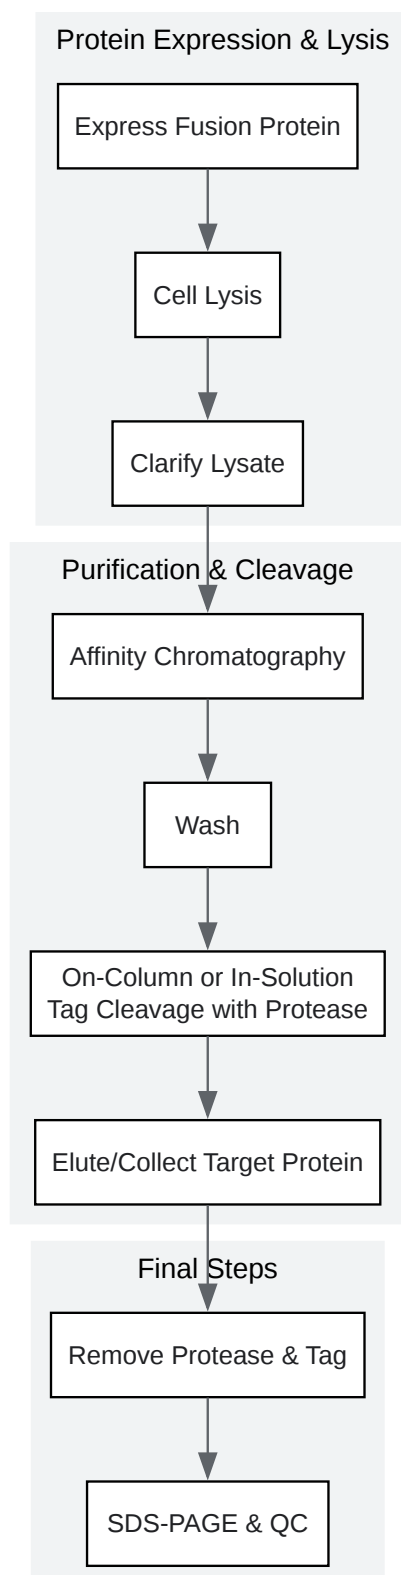 Protein Expression & Lysis
Express Fusion Protein
Cell Lysis
Clarify Lysate
Purification & Cleavage
Affinity Chromatography
Wash
On-Column or In-Solution
Tag Cleavage with Protease
Elute/Collect Target Protein
Final Steps
Remove Protease & Tag
SDS-PAGE & QC